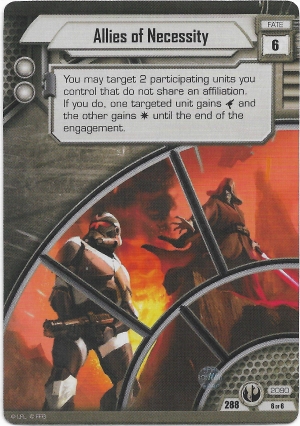 Allies of Necessity
FATE
6
You may target 2 participating units you
control that do not share an affiliation.
If you do, one targeted unit gains and
the other gains until the end of the
engagement.
©LFL ©FFG
288
6 of 6